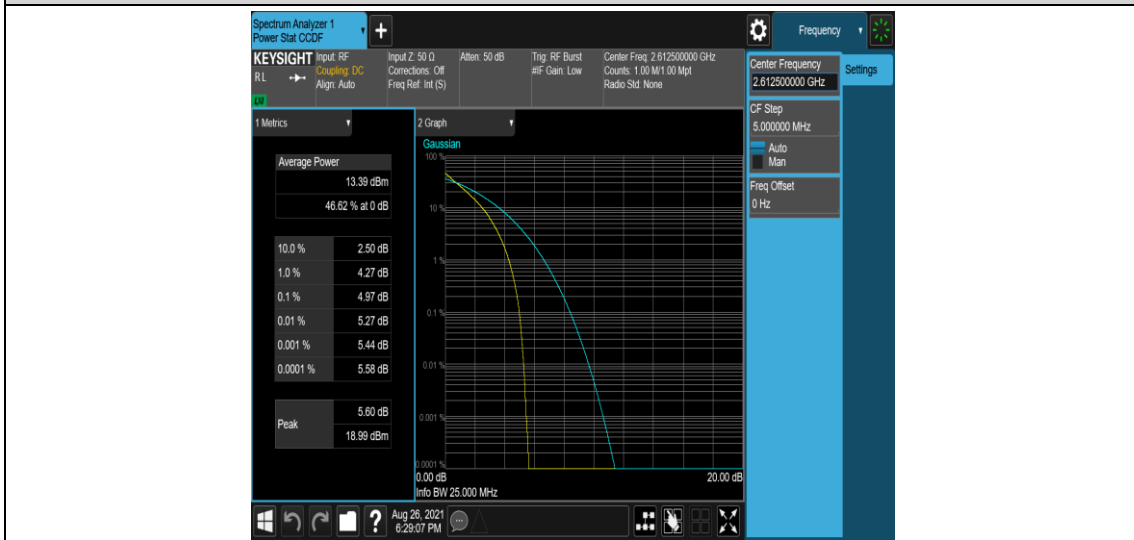 Spectrum Analyzer 1
Power Stat CCDF
+
Frequency
KEYSIGHT
RL
LXI
Input: RF
Coupling: DC
Align: Auto
Input Z: 50 Ω
Corrections: Off
Freq Ref: Int (S)
Atten: 50 dB
Trig: RF Burst
#IF Gain: Low
Center Freq: 2.612500000 GHz
Counts: 1.00 M/1.00 Mpt
Radio Std: None
Center Frequency
2.612500000 GHz
Settings
CF Step
5.000000 MHz
Auto
Man
Freq Offset
0 Hz
1 Metrics
Average Power
13.39 dBm
46.62 % at 0 dB
10.0 % 2.50 dB
1.0 % 4.27 dB
0.1 % 4.97 dB
0.01 % 5.27 dB
0.001 % 5.44 dB
0.0001 % 5.58 dB
Peak
5.60 dB
18.99 dBm
2 Graph
Gaussian
100 %
10 %
1 %
0.1 %
0.01 %
0.001 %
0.0001 %
0.00 dB 20.00 dB
Info BW 25.000 MHz
?
Aug 26, 2021
6:29:07 PM